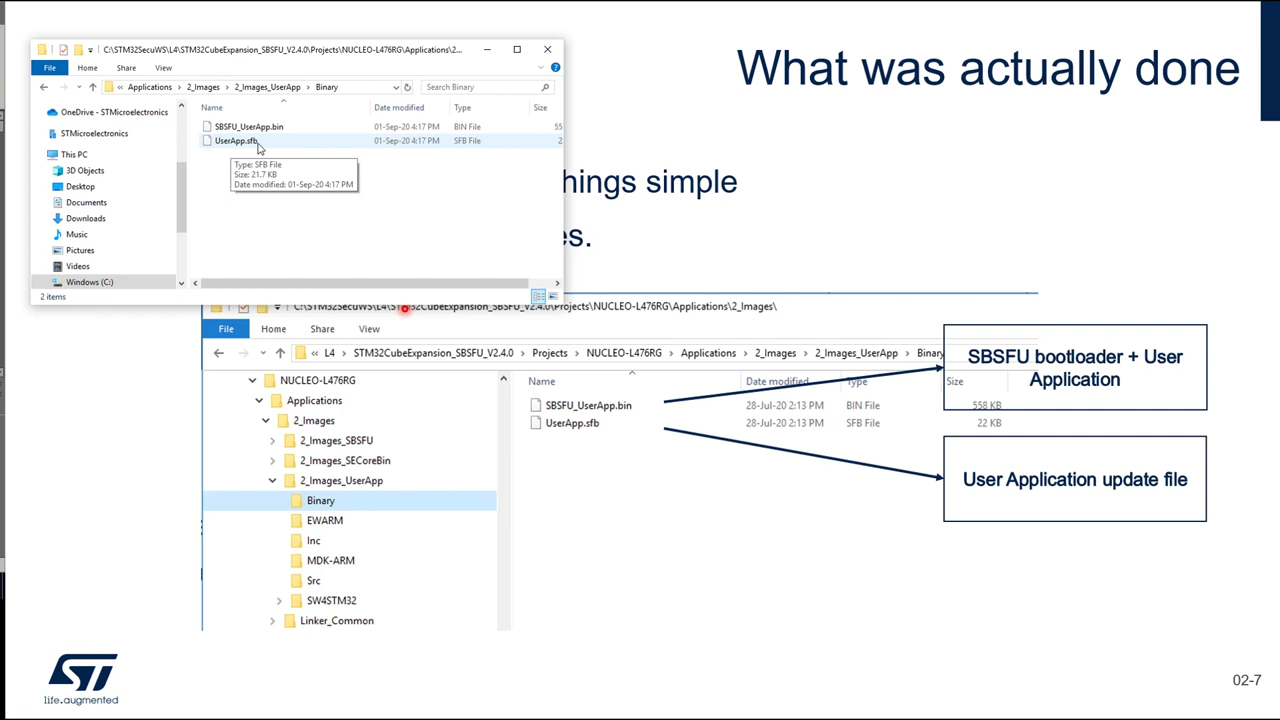 C:\STM32SecuWS\L4\STM32CubeExpansion_SBSFU_V2.4.0\Projects\NUCLEO-L476RG\Applications\2...
File Home Share View
« Applications > 2_Images > 2_Images_UserApp > Binary
Search Binary
OneDrive - STMicroelectronics
STMicroelectronics
This PC
3D Objects
Desktop
Documents
Downloads
Music
Pictures
Videos
Windows (C:)
Name Date modified Type Size
SBSFU_UserApp.bin 01-Sep-20 4:17 PM BIN File 55
UserApp.sfb 01-Sep-20 4:17 PM SFB File 2
Type: SFB File
Size: 21.7 KB
Date modified: 01-Sep-20 4:17 PM
2 items
What was actually done
hings simple
es.
C:\STM32SecuWS\L4\STM32CubeExpansion_SBSFU_V2.4.0\Projects\NUCLEO-L476RG\Applications\2_Images\
File Home Share View
« L4 > STM32CubeExpansion_SBSFU_V2.4.0 > Projects > NUCLEO-L476RG > Applications > 2_Images > 2_Images_UserApp > Binary
NUCLEO-L476RG
Applications
2_Images
2_Images_SBSFU
2_Images_SECoreBin
2_Images_UserApp
Binary
EWARM
Inc
MDK-ARM
Src
SW4STM32
Linker_Common
Name Date modified Type Size
SBSFU_UserApp.bin 28-Jul-20 2:13 PM BIN File 558 KB
UserApp.sfb 28-Jul-20 2:13 PM SFB File 22 KB
SBSFU bootloader + User
Application
User Application update file
ST
life.augmented
02-7